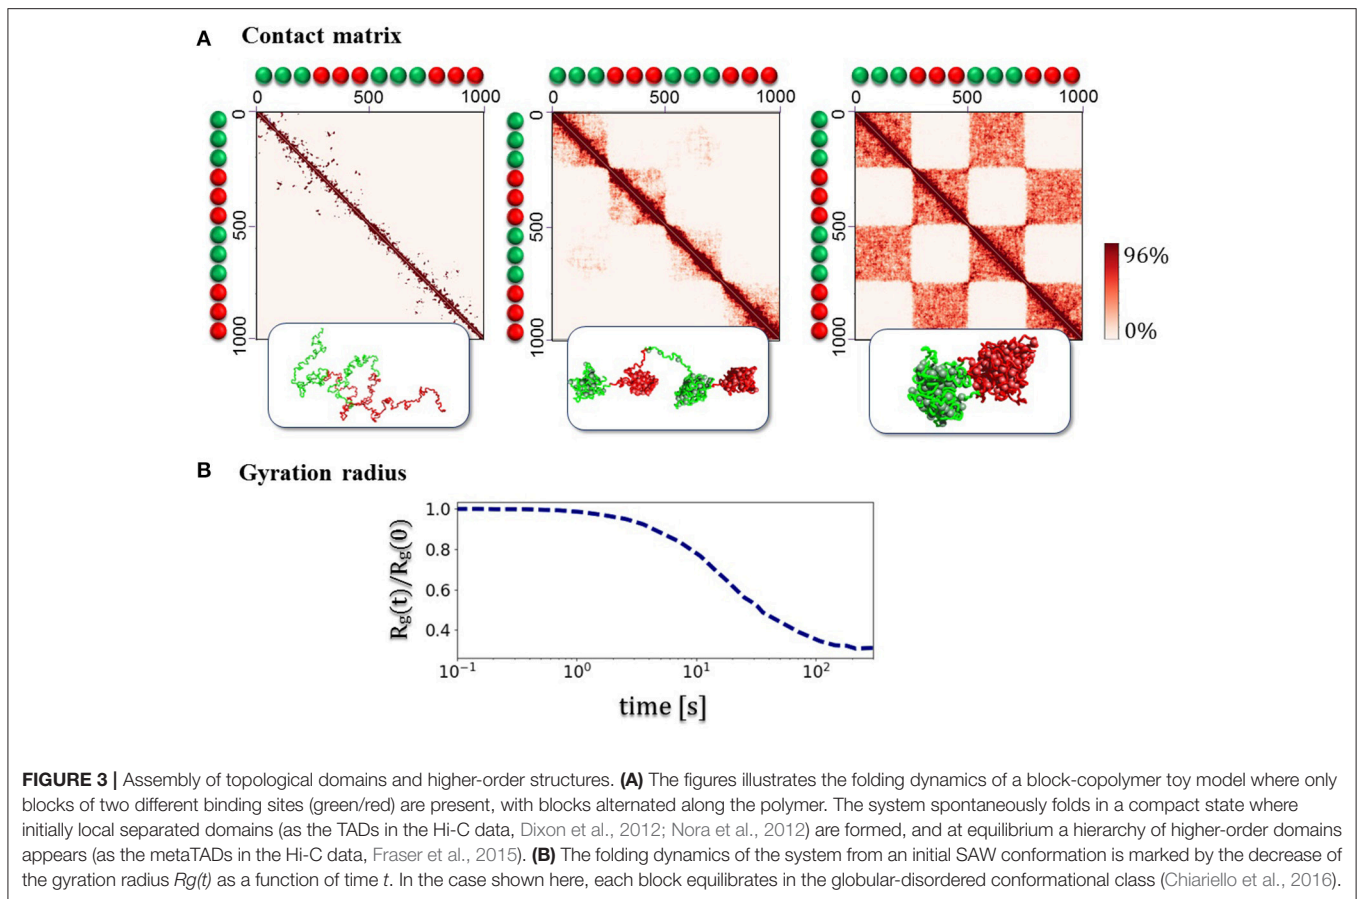 A Contact matrix
0 500 1000 0 500 1000 0 500 1000
0 500 1000
0 500 1000
0 500 1000
96%
0%
B Gyration radius
Rg(t)/Rg(0)
1.0
0.8
0.6
0.4
10⁻¹ 10⁰ 10¹ 10²
time [s]
FIGURE 3 | Assembly of topological domains and higher-order structures. (A) The figures illustrates the folding dynamics of a block-copolymer toy model where only
blocks of two different binding sites (green/red) are present, with blocks alternated along the polymer. The system spontaneously folds in a compact state where
initially local separated domains (as the TADs in the Hi-C data, Dixon et al., 2012; Nora et al., 2012) are formed, and at equilibrium a hierarchy of higher-order domains
appears (as the metaTADs in the Hi-C data, Fraser et al., 2015). (B) The folding dynamics of the system from an initial SAW conformation is marked by the decrease of
the gyration radius Rg(t) as a function of time t. In the case shown here, each block equilibrates in the globular-disordered conformational class (Chiariello et al., 2016).